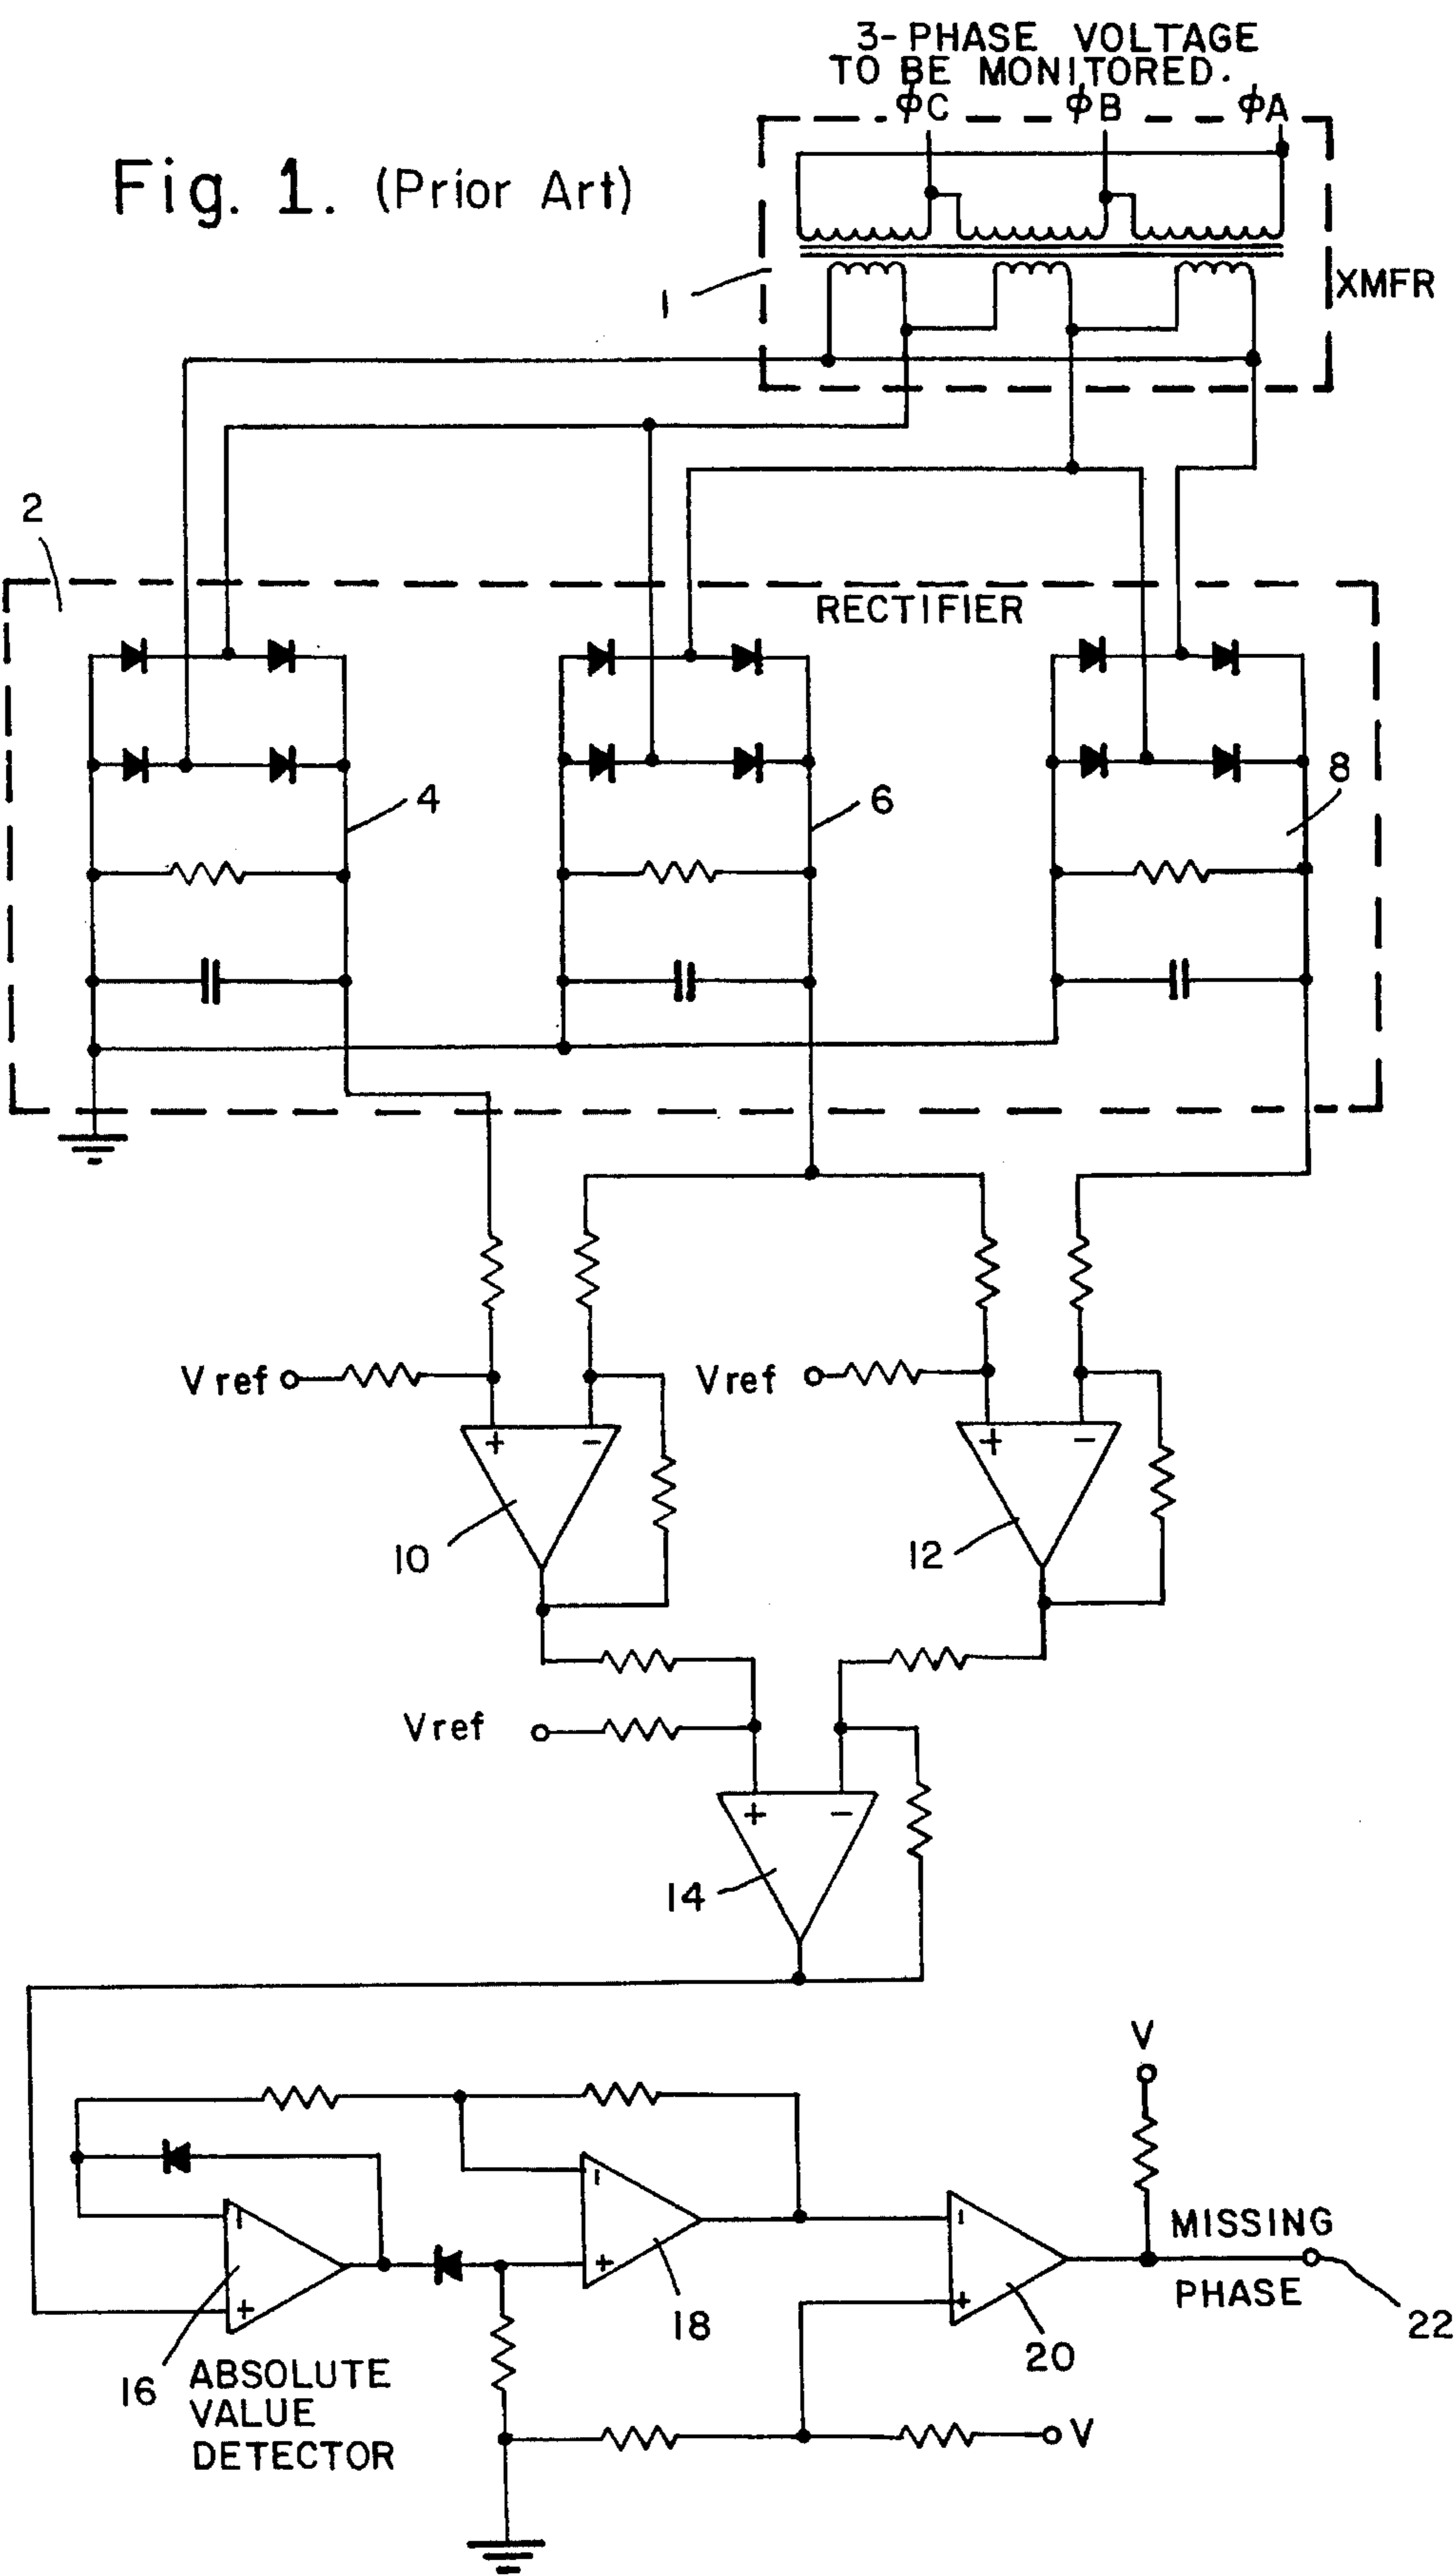 3-PHASE VOLTAGE
TO BE MONITORED.
ϕC ϕB ϕA
Fig. 1. (Prior Art)
1
XMFR
2
RECTIFIER
4
6
8
Vref
Vref
+ −
+ −
10
12
Vref
+ −
14
V
−
−
−
MISSING
+
+
+
PHASE
18
20
22
16
ABSOLUTE
VALUE
DETECTOR
V